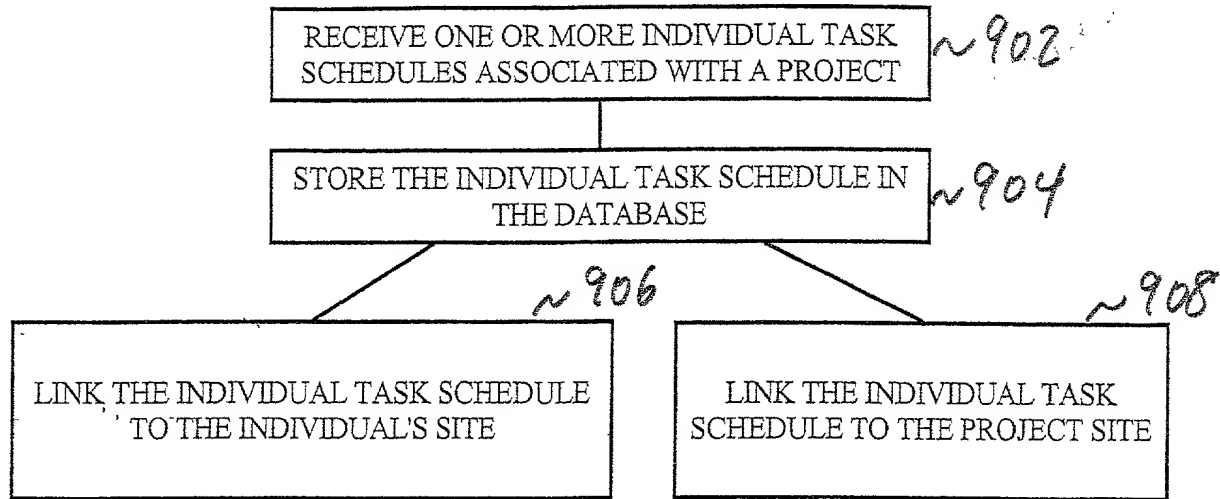 RECEIVE ONE OR MORE INDIVIDUAL TASK
SCHEDULES ASSOCIATED WITH A PROJECT
~902
STORE THE INDIVIDUAL TASK SCHEDULE IN
THE DATABASE
~904
~906
LINK THE INDIVIDUAL TASK SCHEDULE
TO THE INDIVIDUAL'S SITE
~908
LINK THE INDIVIDUAL TASK
SCHEDULE TO THE PROJECT SITE